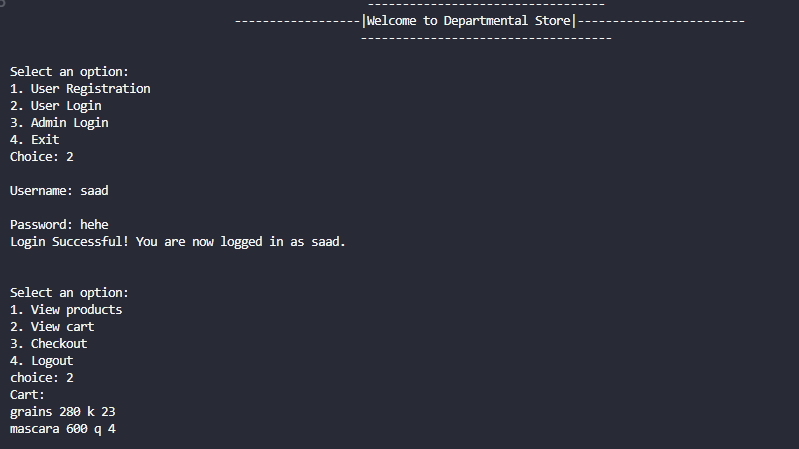 ----------------------------------
------------------|Welcome to Departmental Store|------------------------
------------------------------------
Select an option:
1. User Registration
2. User Login
3. Admin Login
4. Exit
Choice: 2
Username: saad
Password: hehe
Login Successful! You are now logged in as saad.
Select an option:
1. View products
2. View cart
3. Checkout
4. Logout
choice: 2
Cart:
grains 280 k 23
mascara 600 q 4